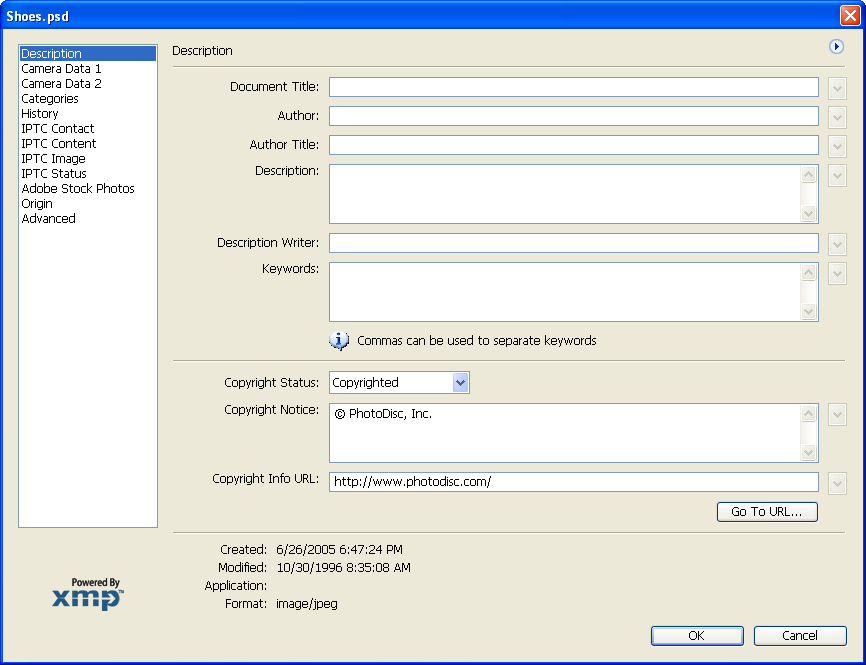 Shoes.psd
Description
Camera Data 1
Camera Data 2
Categories
History
IPTC Contact
IPTC Content
IPTC Image
IPTC Status
Adobe Stock Photos
Origin
Advanced
Description
Document Title:
Author:
Author Title:
Description:
Description Writer:
Keywords:
Commas can be used to separate keywords
Copyright Status: Copyrighted
Copyright Notice: © PhotoDisc, Inc.
Copyright Info URL: http://www.photodisc.com/
Go To URL...
Created: 6/26/2005 6:47:24 PM
Modified: 10/30/1996 8:35:08 AM
Application:
Format: image/jpeg
Powered By
xmp™
OK Cancel